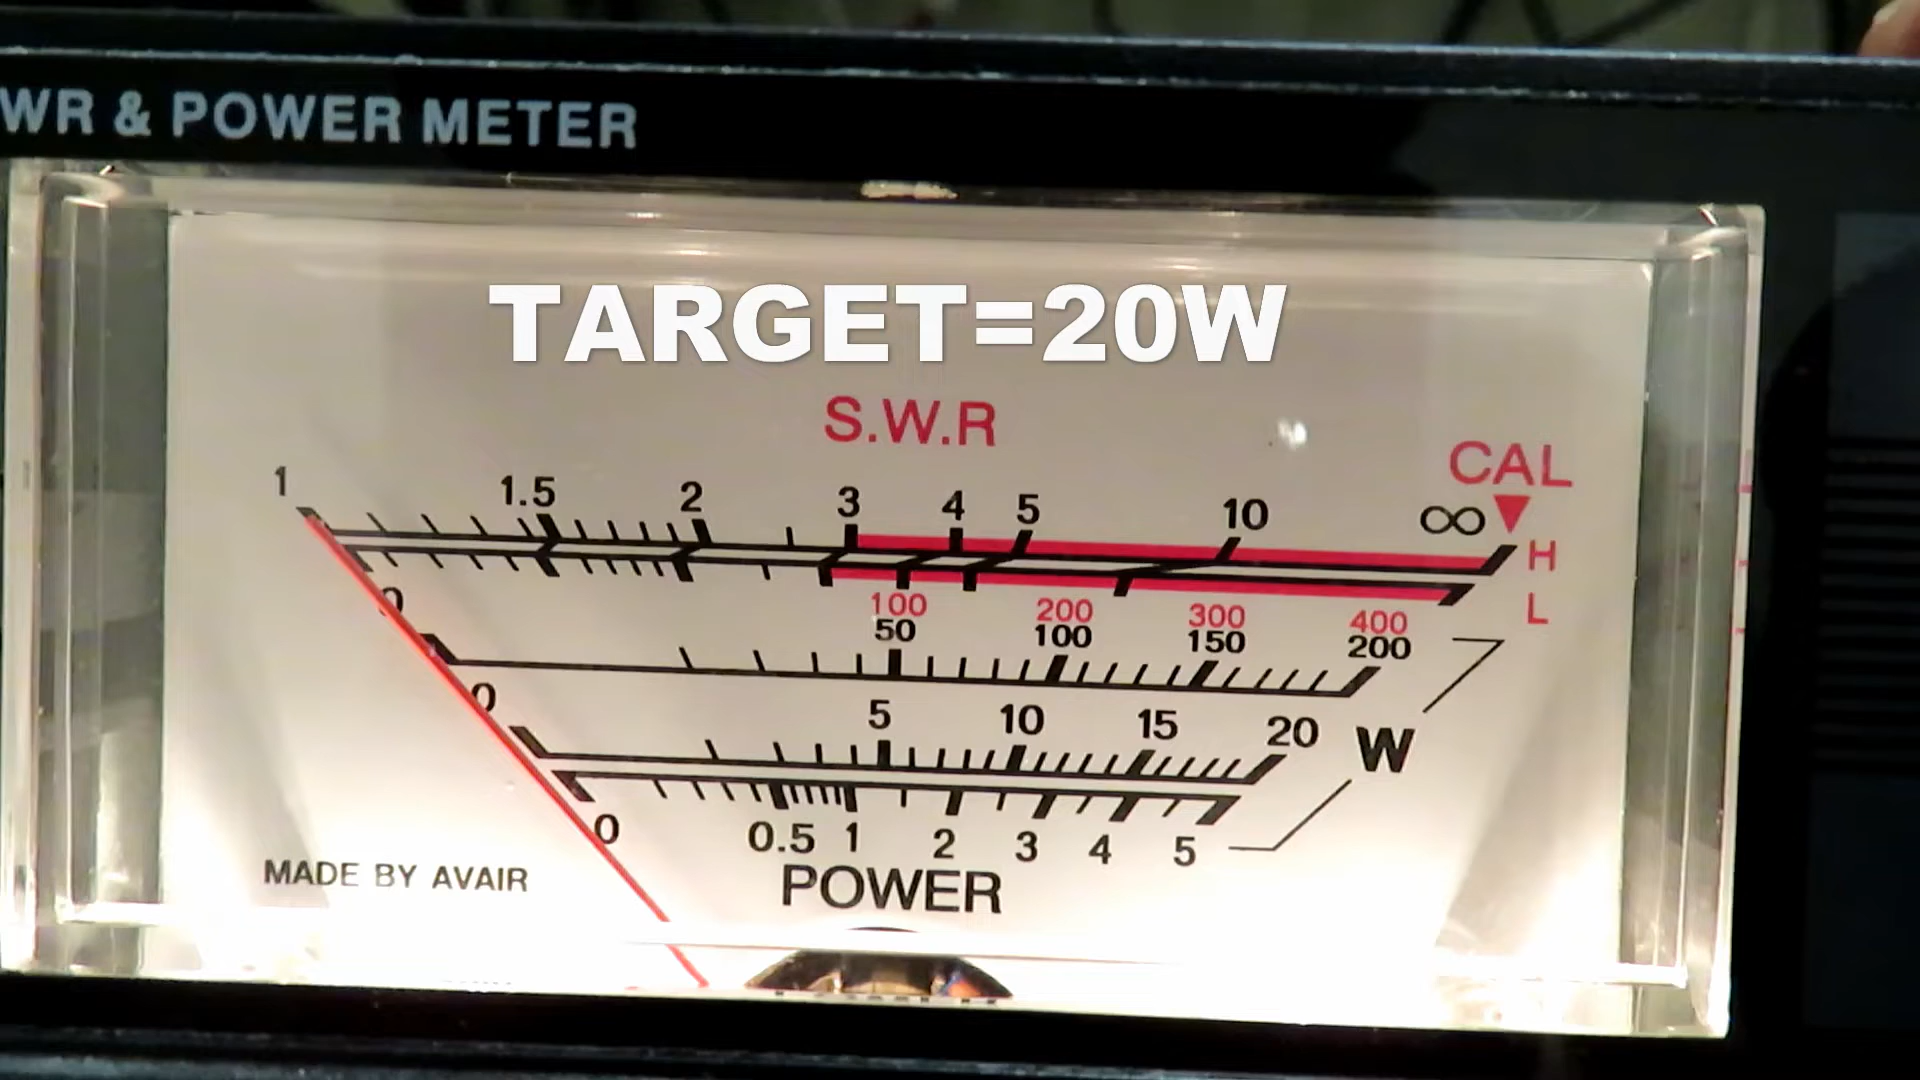 WR & POWER METER
TARGET=20W
S.W.R
CAL
1 1.5 2 3 4 5 10 ∞
H
L
0 100 200 300 400
50 100 150 200
0 5 10 15 20 W
0 0.5 1 2 3 4 5
MADE BY AVAIR
POWER